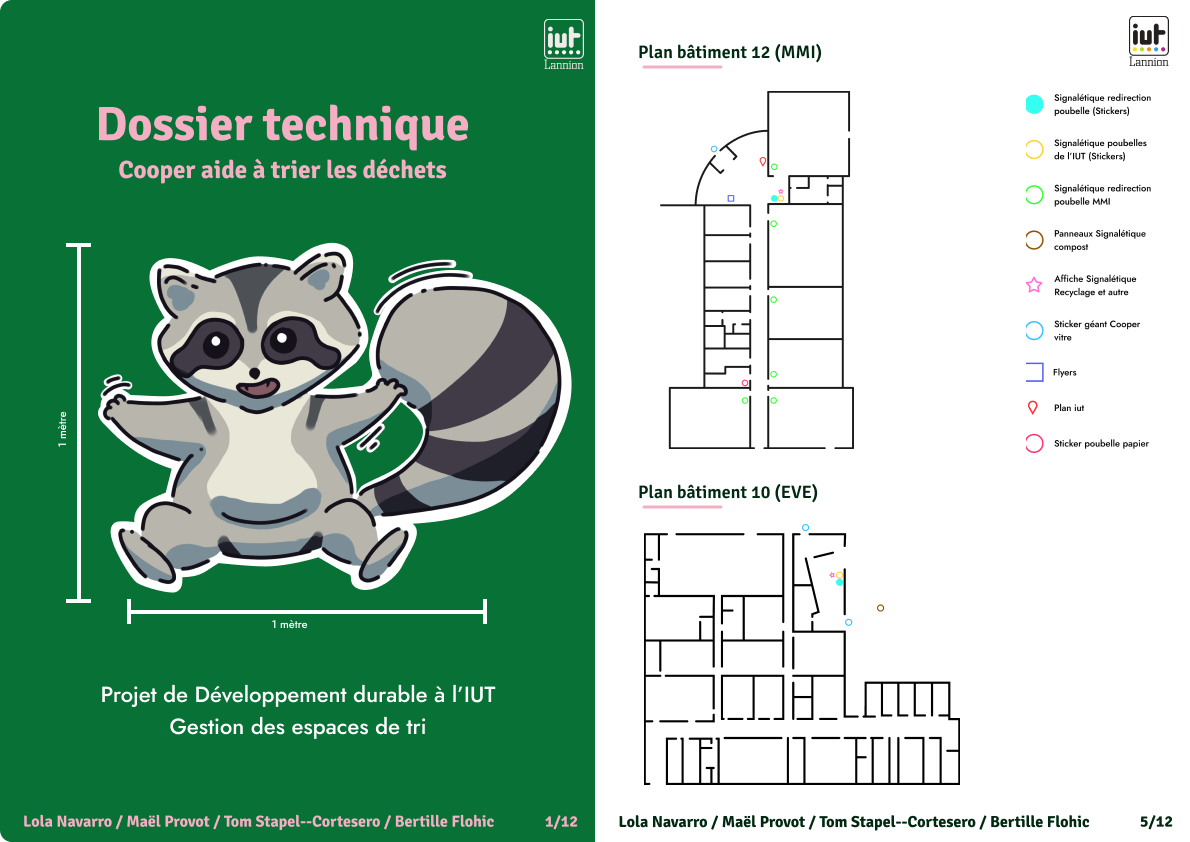 iut
Lannion
Dossier technique
Cooper aide à trier les déchets
1 mètre
1 mètre
Projet de Développement durable à l'IUT
Gestion des espaces de tri
Lola Navarro / Maël Provot / Tom Stapel--Cortesero / Bertille Flohic 1/12
iut
Lannion
Plan bâtiment 12 (MMI)
Signalétique redirection
poubelle (Stickers)
Signalétique poubelles
de l'IUT (Stickers)
Signalétique redirection
poubelle MMI
Panneaux Signalétique
compost
Affiche Signalétique
Recyclage et autre
Sticker géant Cooper
vitre
Flyers
Plan iut
Sticker poubelle papier
Plan bâtiment 10 (EVE)
Lola Navarro / Maël Provot / Tom Stapel--Cortesero / Bertille Flohic 5/12